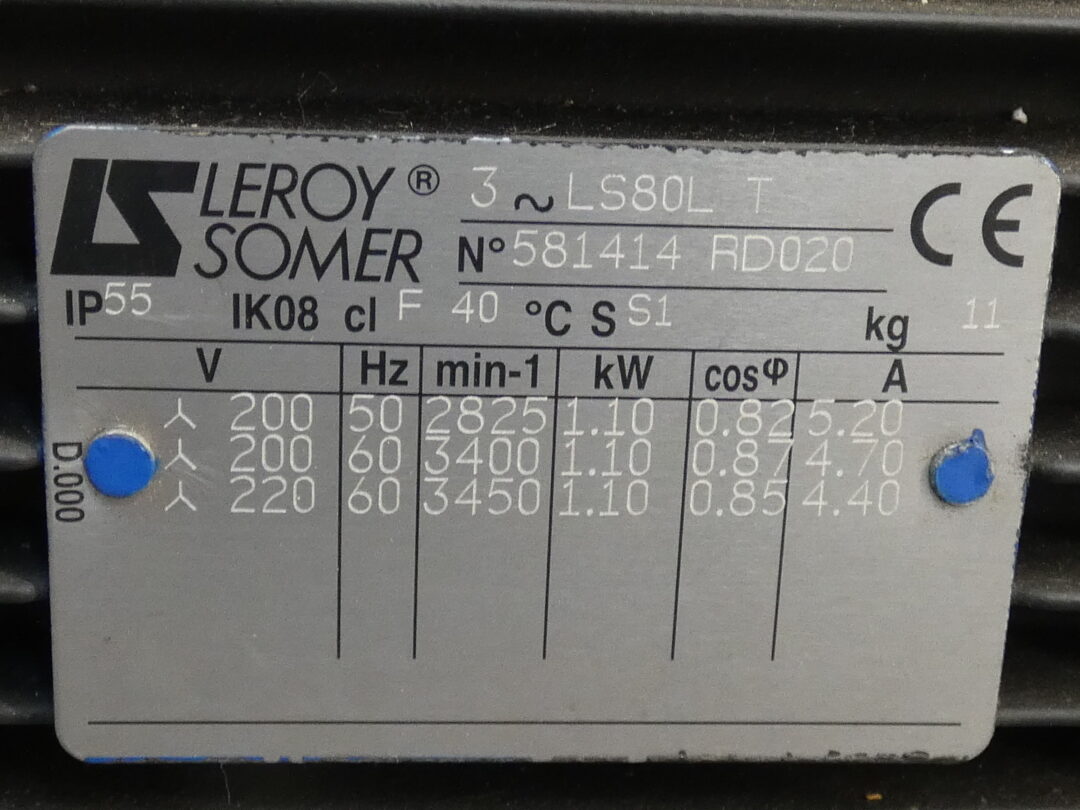 LS LEROY® 3 ~ LS80L T CE
SOMER N° 581414 RD020
IP55 IK08 cl F 40 °C S S1 kg 11
V Hz min-1 kW cosφ A
⅄ 200 50 2825 1.10 0.82 5.20
⅄ 200 60 3400 1.10 0.87 4.70
⅄ 220 60 3450 1.10 0.85 4.40
D.000